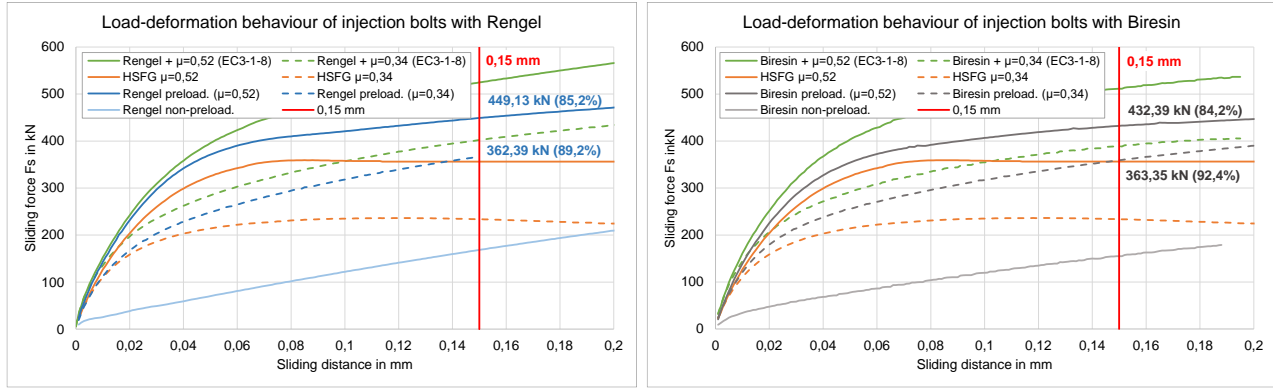 Load-deformation behaviour of injection bolts with Rengel
Sliding force Fs in kN
600
500
400
300
200
100
0
Rengel + μ=0,52 (EC3-1-8)
Rengel + μ=0,34 (EC3-1-8)
HSFG μ=0,52
HSFG μ=0,34
Rengel preload. (μ=0,52)
Rengel preload. (μ=0,34)
Rengel non-preload.
0,15 mm
0,15 mm
449,13 kN (85,2%)
362,39 kN (89,2%)
0 0,02 0,04 0,06 0,08 0,1 0,12 0,14 0,16 0,18 0,2
Sliding distance in mm
Load-deformation behaviour of injection bolts with Biresin
Sliding force Fs inkN
600
500
400
300
200
100
0
Biresin + μ=0,52 (EC3-1-8)
Biresin + μ=0,34 (EC3-1-8)
HSFG μ=0,52
HSFG μ=0,34
Biresin preload. (μ=0,52)
Biresin preload. (μ=0,34)
Biresin non-preload.
0,15 mm
0,15 mm
432,39 kN (84,2%)
363,35 kN (92,4%)
0 0,02 0,04 0,06 0,08 0,1 0,12 0,14 0,16 0,18 0,2
Sliding distance in mm